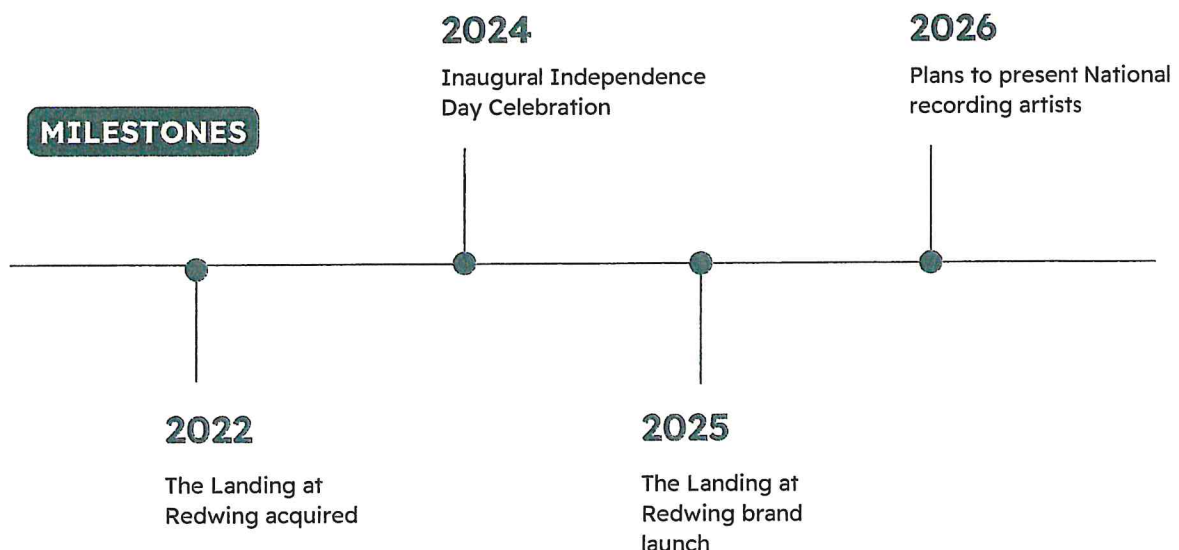 MILESTONES
2022
The Landing at
Redwing acquired
2024
Inaugural Independence
Day Celebration
2025
The Landing at
Redwing brand
launch
2026
Plans to present National
recording artists